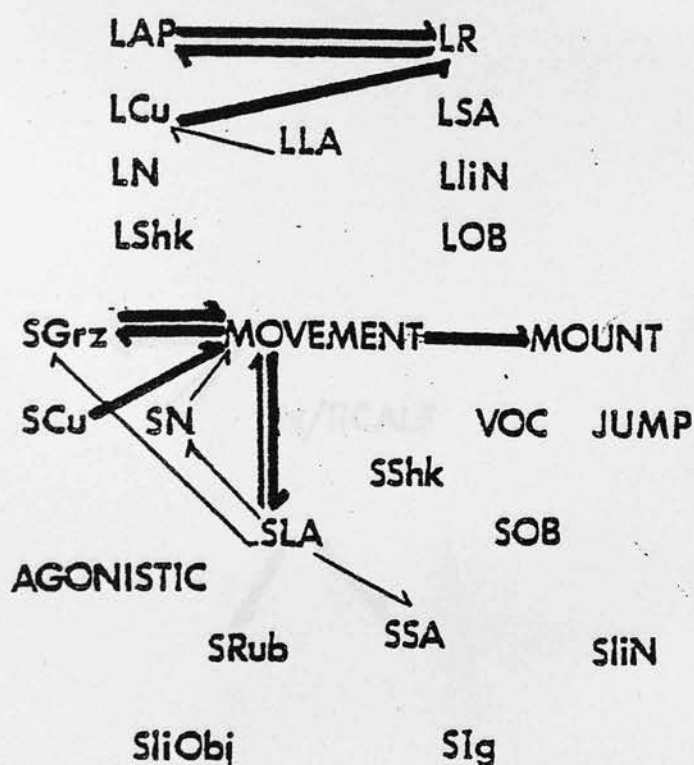 LAP LR
LCu LSA
LLA
LN LliN
LShk LOB
SGrz MOVEMENT MOUNT
SCu SN VOC JUMP
SShk
SLA SOB
AGONISTIC
SRub SSA SliN
SliObj SIg